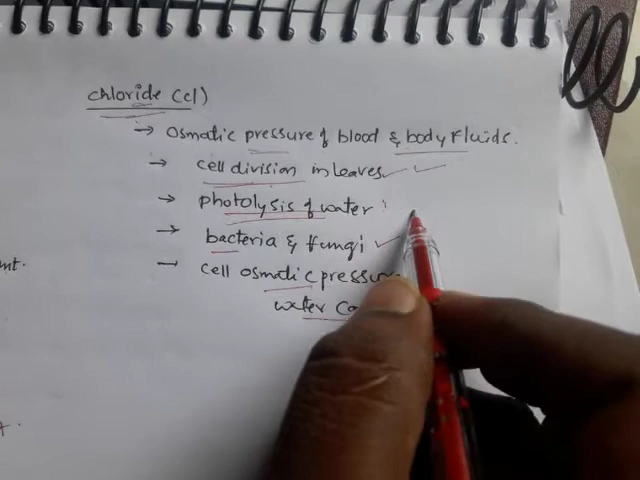 chloride (cl)
→ Osmatic pressure of blood & body fluids.
→ cell division in leaves
→ photolysis of water
→ bacteria & fungi
→ cell osmatic pressure
water